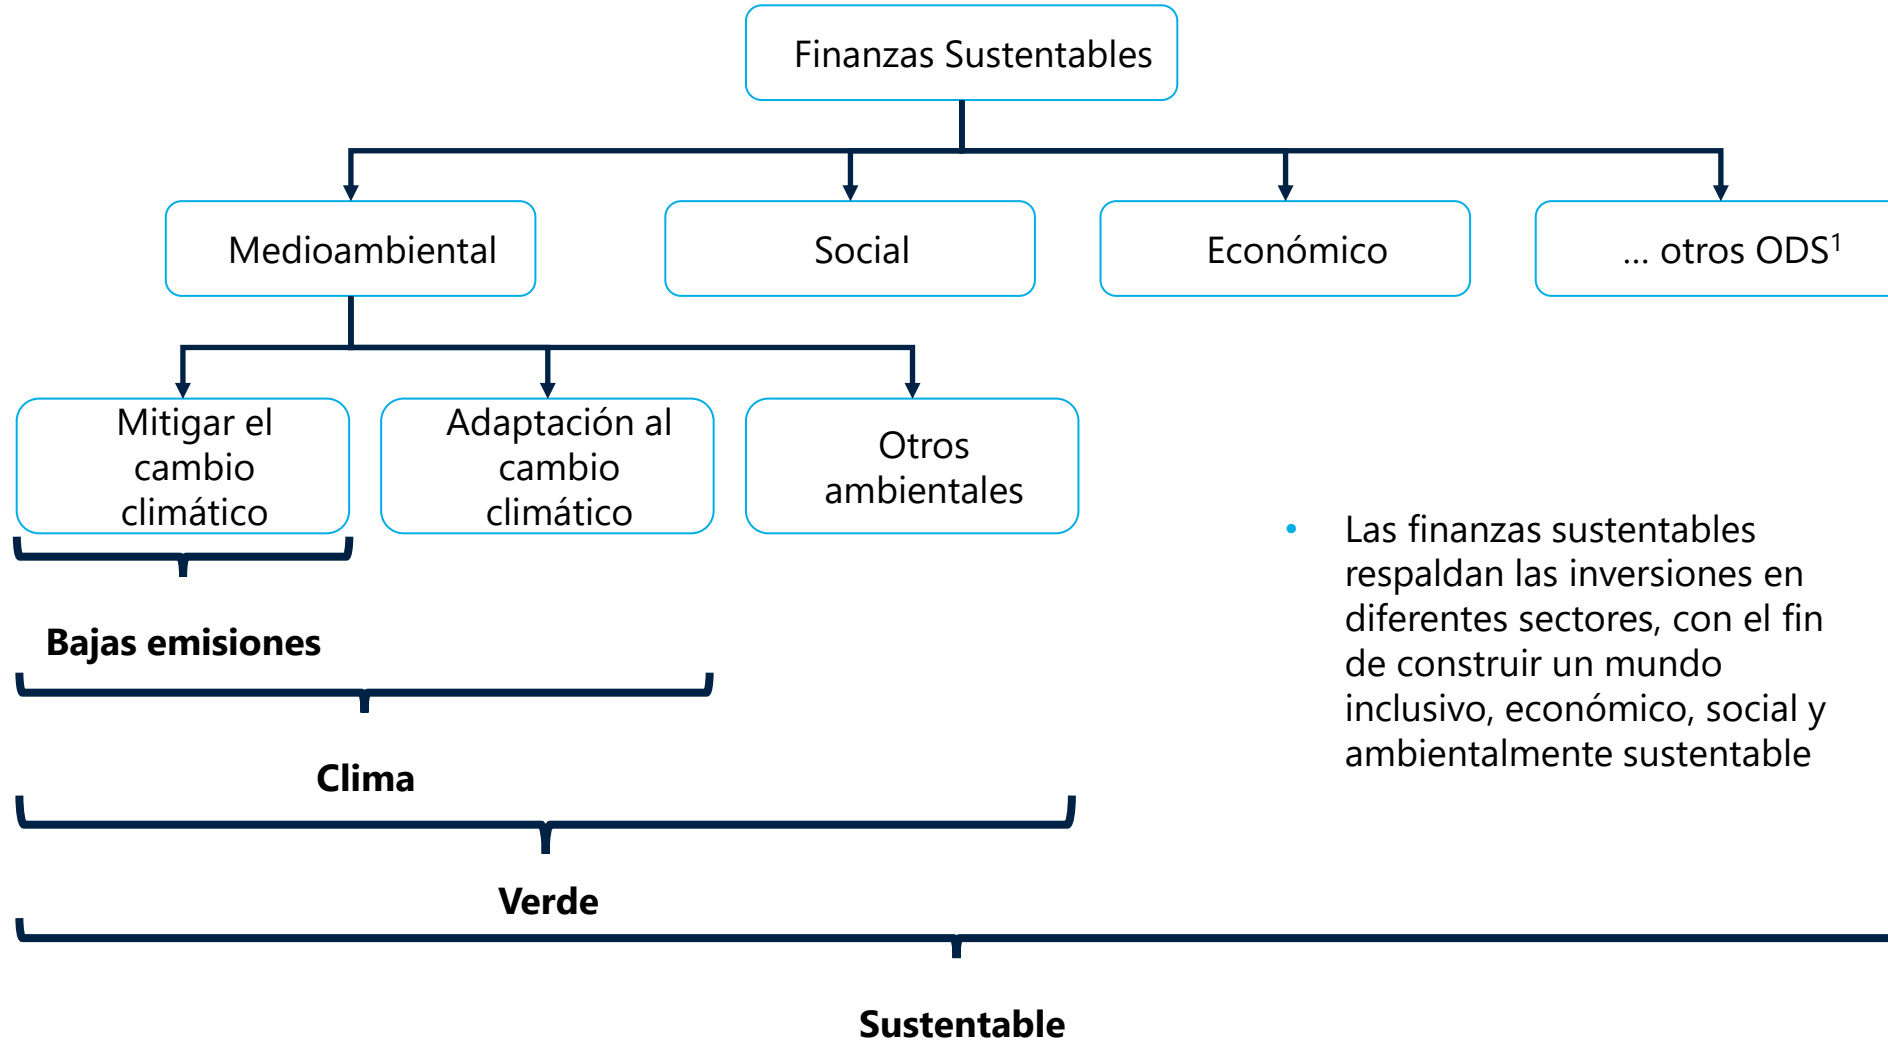 Finanzas Sustentables
Medioambiental
Social
Económico
... otros ODS¹
Mitigar el
cambio
climático
Adaptación al
cambio
climático
Otros
ambientales
Bajas emisiones
Clima
Verde
Sustentable
• Las finanzas sustentables
respaldan las inversiones en
diferentes sectores, con el fin
de construir un mundo
inclusivo, económico, social y
ambientalmente sustentable